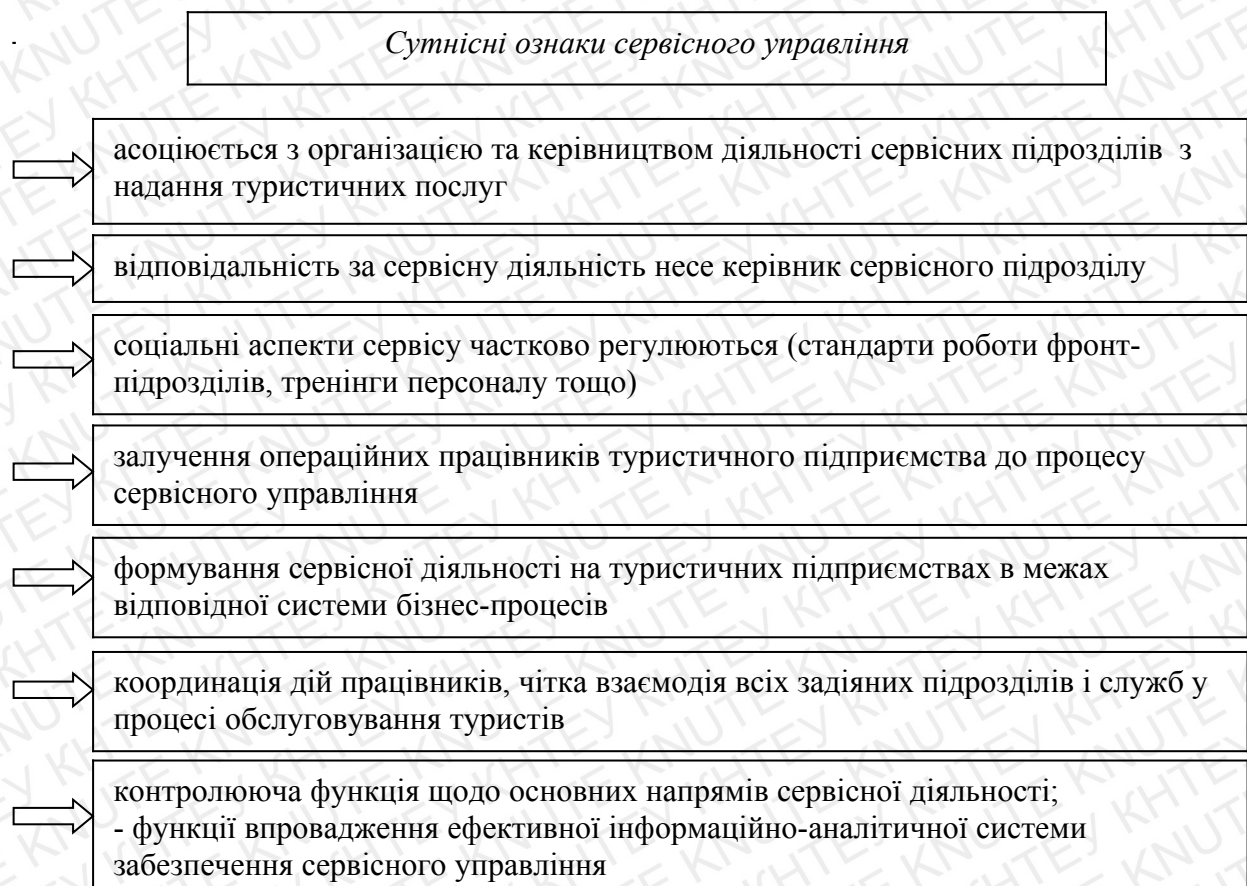 Сутнісні ознаки сервісного управління
асоціюється з організацією та керівництвом діяльності сервісних підрозділів з
надання туристичних послуг
відповідальність за сервісну діяльність несе керівник сервісного підрозділу
соціальні аспекти сервісу частково регулюються (стандарти роботи фронт-
підрозділів, тренінги персоналу тощо)
залучення операційних працівників туристичного підприємства до процесу
сервісного управління
формування сервісної діяльності на туристичних підприємствах в межах
відповідної системи бізнес-процесів
координація дій працівників, чітка взаємодія всіх задіяних підрозділів і служб у
процесі обслуговування туристів
контролююча функція щодо основних напрямів сервісної діяльності;
- функції впровадження ефективної інформаційно-аналітичної системи
забезпечення сервісного управління